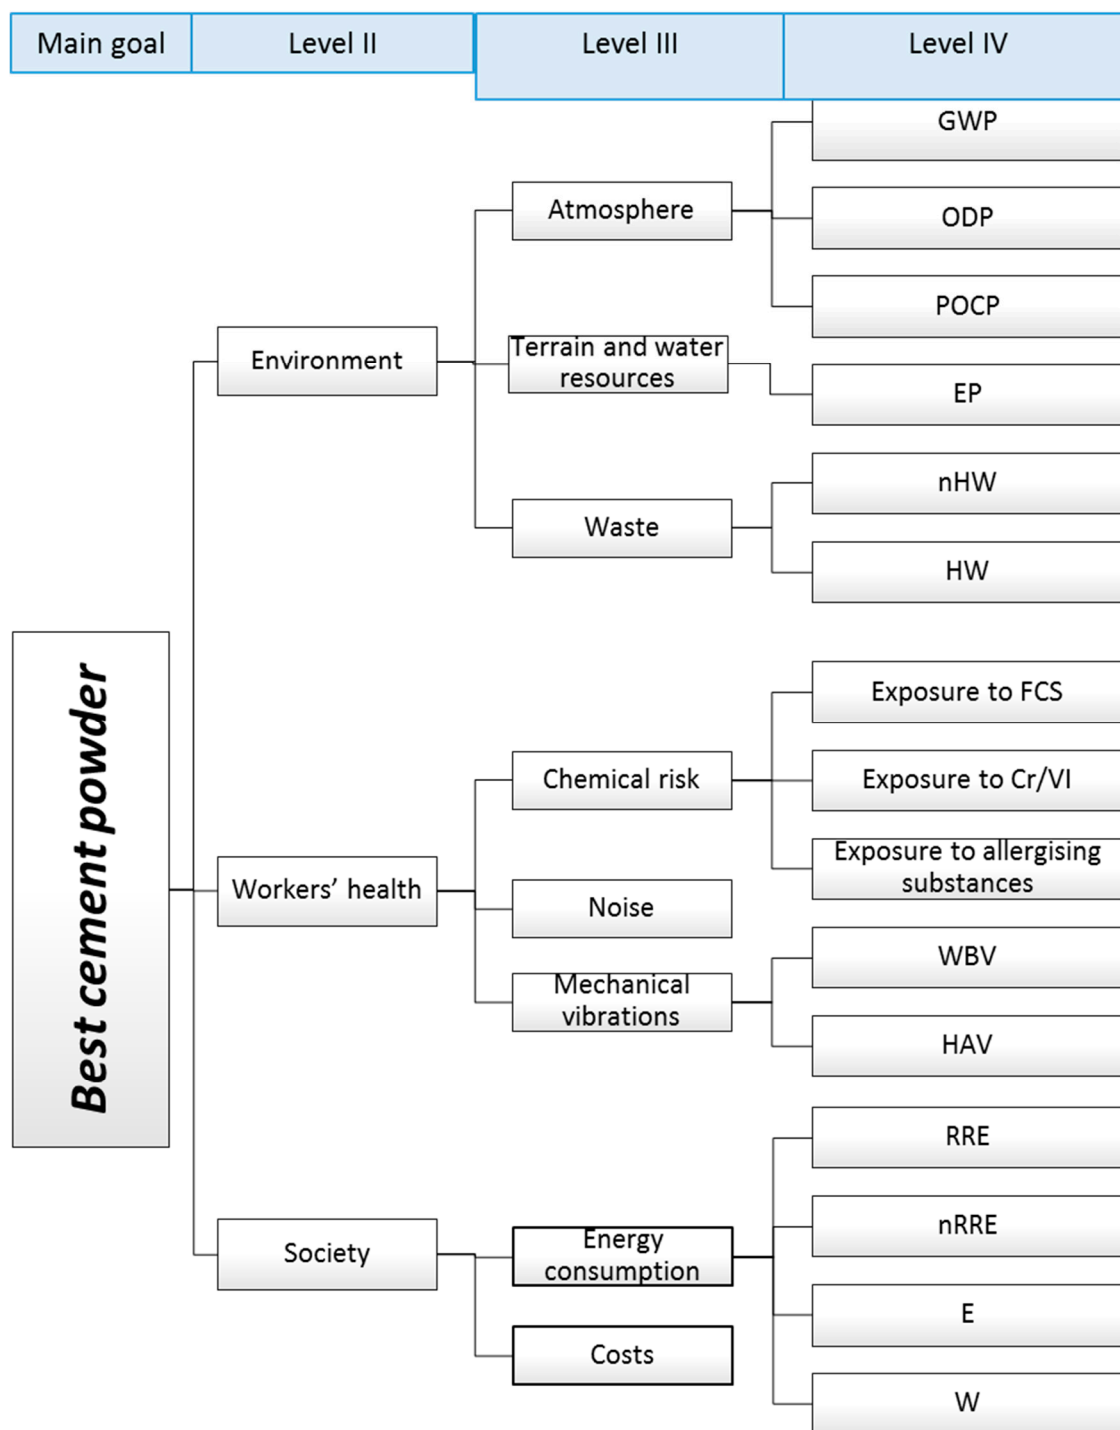 Main goal
Level II
Level III
Level IV
GWP
Atmosphere
ODP
POCP
Environment
Terrain and water
resources
EP
nHW
Waste
HW
Best cement powder
Exposure to FCS
Chemical risk
Exposure to Cr/VI
Exposure to allergising
substances
Workers’ health
Noise
WBV
Mechanical
vibrations
HAV
RRE
nRRE
Society
Energy
consumption
E
Costs
W